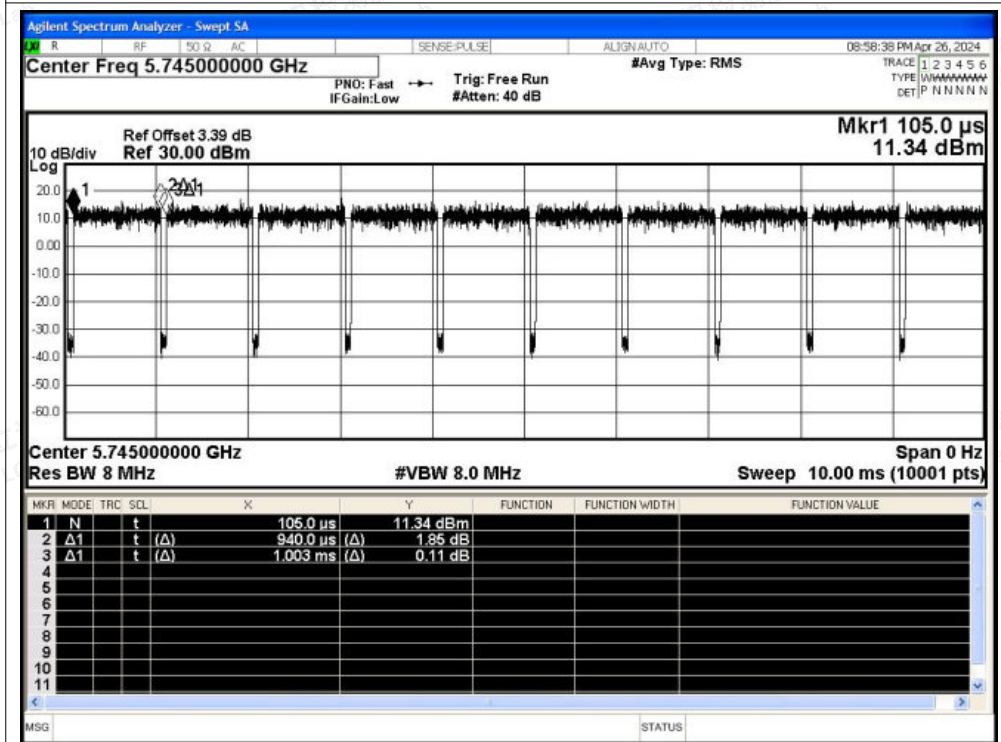 Agilent Spectrum Analyzer - Swept SA
LXI R RF 50 Ω AC SENSE:PULSE ALIGN AUTO 08:58:38 PM Apr 26, 2024
Center Freq 5.745000000 GHz #Avg Type: RMS TRACE 1 2 3 4 5 6
PNO: Fast Trig: Free Run TYPE WWWWWW
IFGain:Low #Atten: 40 dB DET P N N N N N
Mkr1 105.0 µs
Ref Offset 3.39 dB
10 dB/div Ref 30.00 dBm 11.34 dBm
Log
20.0
1 2Δ1 3Δ1
10.0
0.00
-10.0
-20.0
-30.0
-40.0
-50.0
-60.0
Center 5.745000000 GHz Span 0 Hz
Res BW 8 MHz #VBW 8.0 MHz Sweep 10.00 ms (10001 pts)
MKR MODE TRC SCL X Y FUNCTION FUNCTION WIDTH FUNCTION VALUE
1 N t 105.0 µs 11.34 dBm
2 Δ1 t (Δ) 940.0 µs (Δ) 1.85 dB
3 Δ1 t (Δ) 1.003 ms (Δ) 0.11 dB
4
5
6
7
8
9
10
11
MSG STATUS